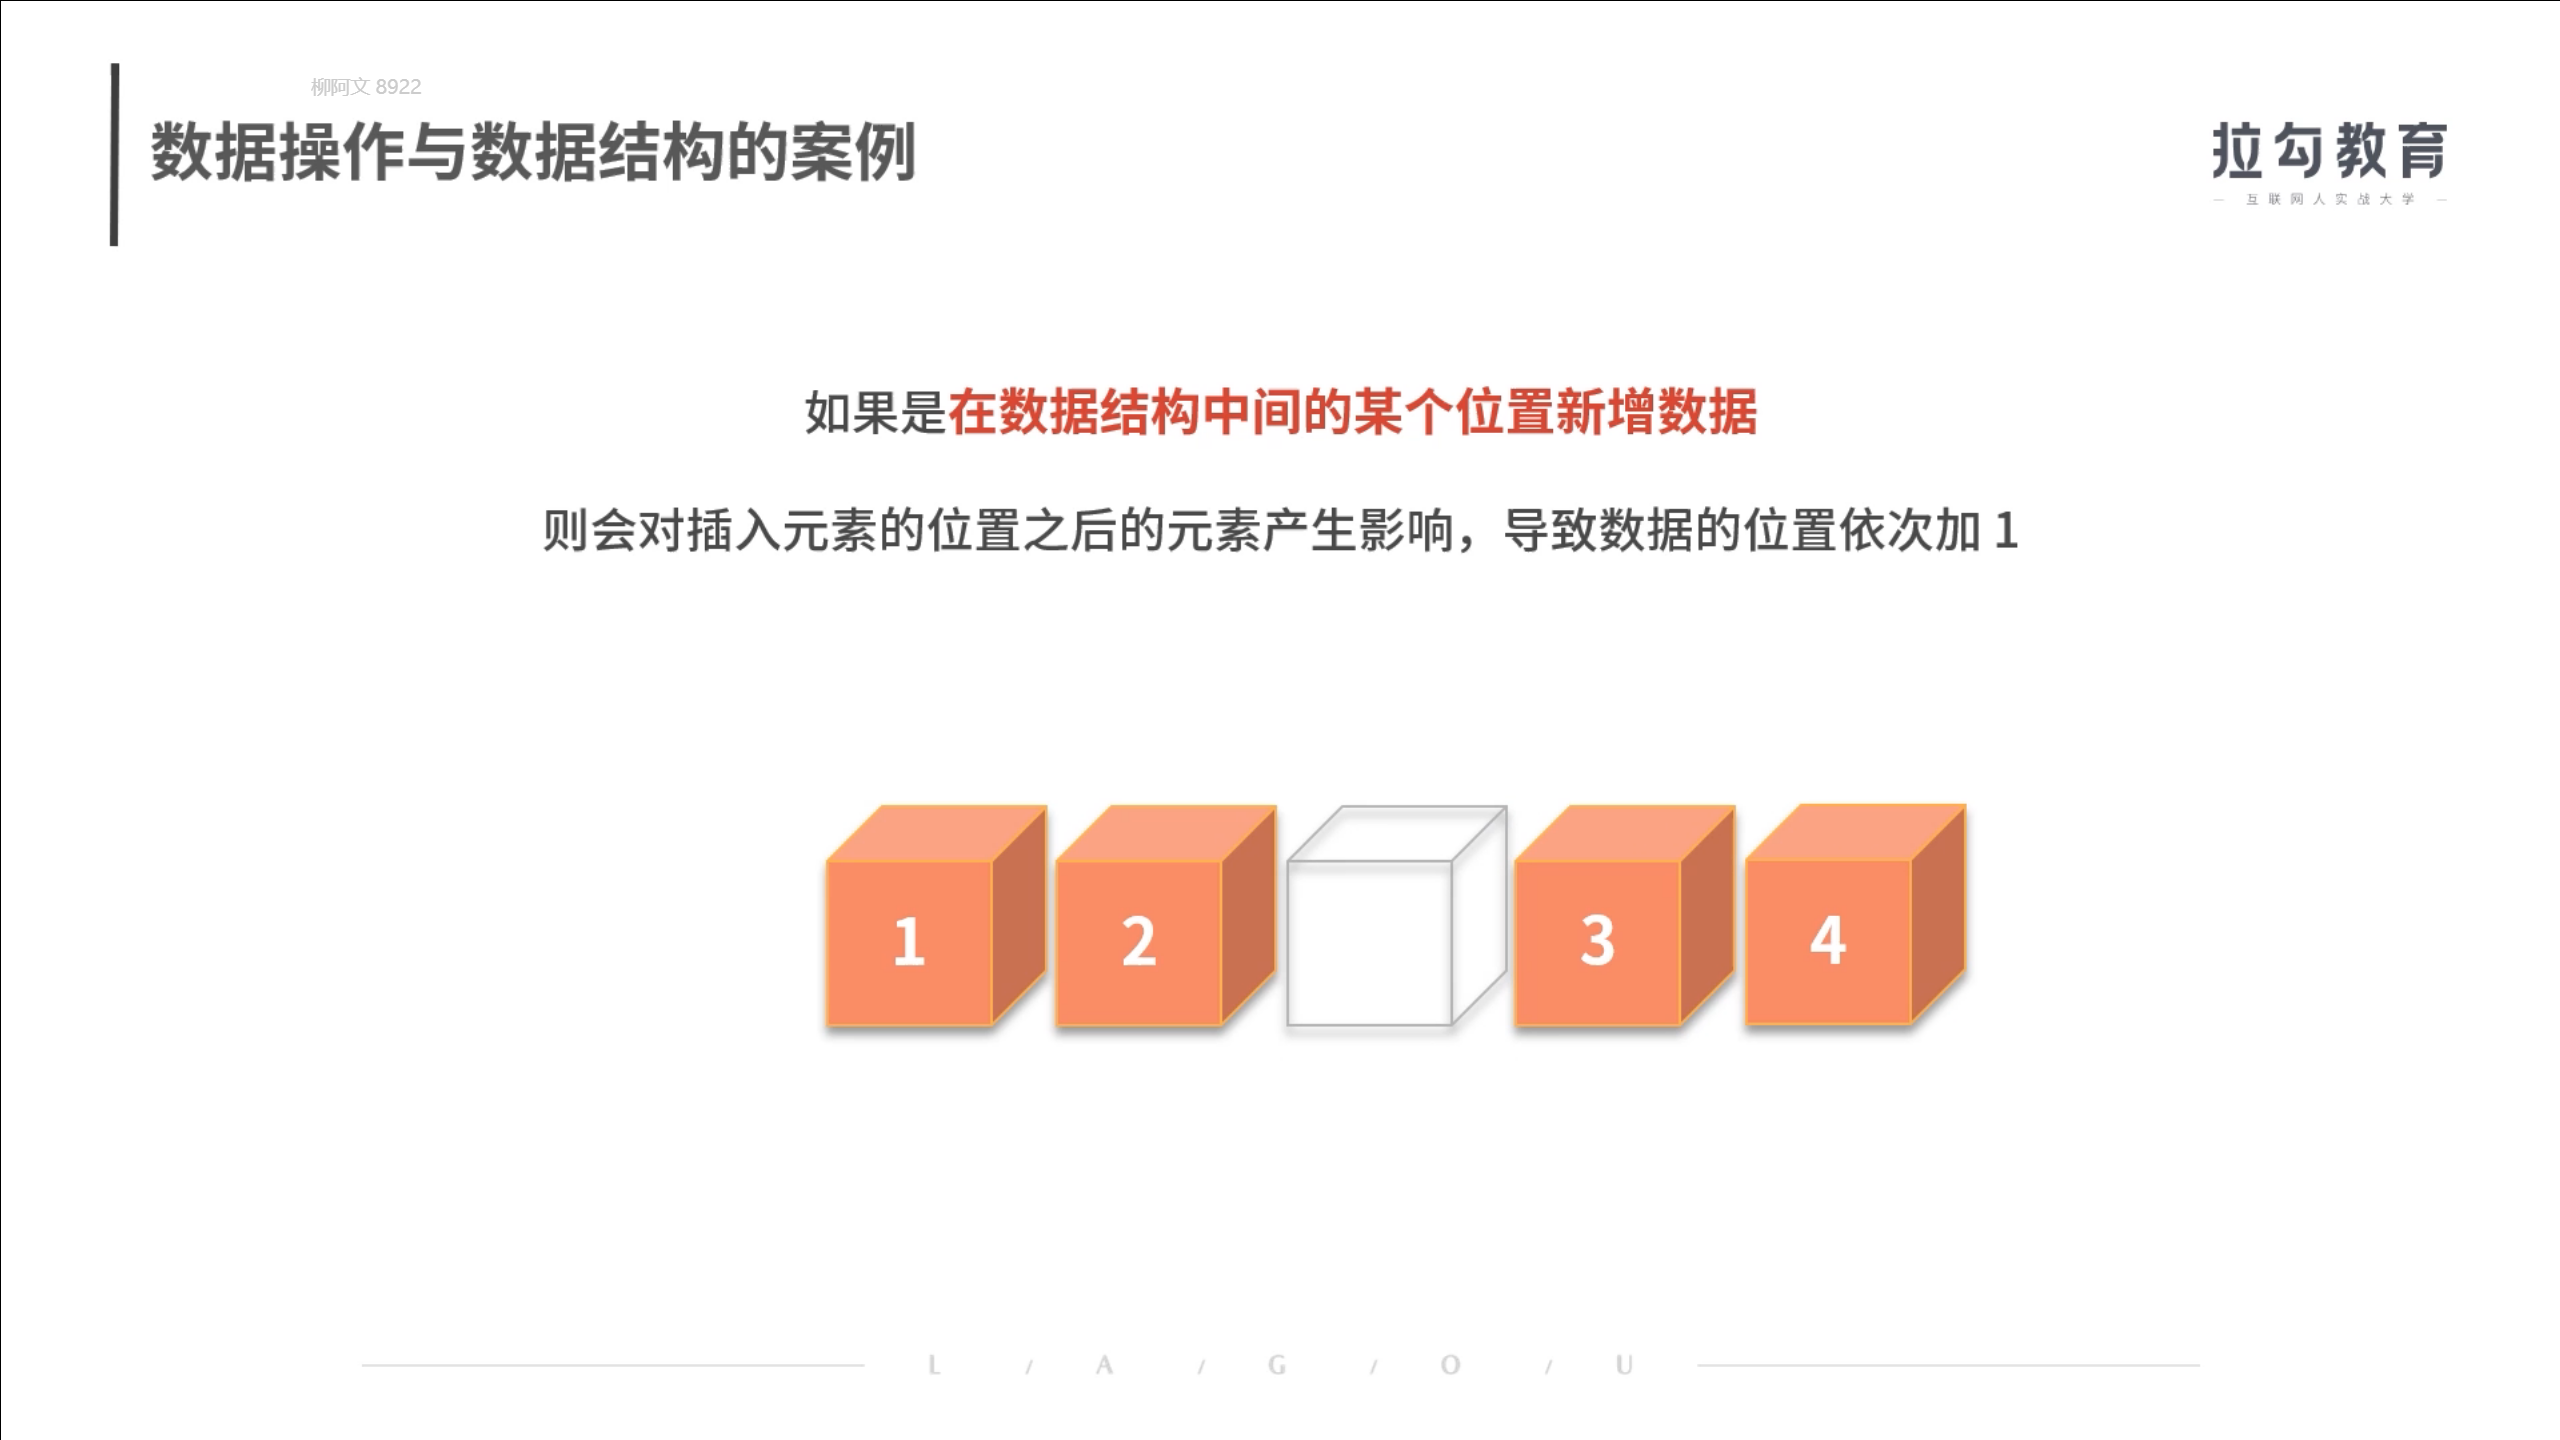 柳阿文 8922
数据操作与数据结构的案例
拉勾教育
— 互联网人实战大学 —
如果是在数据结构中间的某个位置新增数据
则会对插入元素的位置之后的元素产生影响，导致数据的位置依次加 1
1 2 3 4
L / A / G / O / U